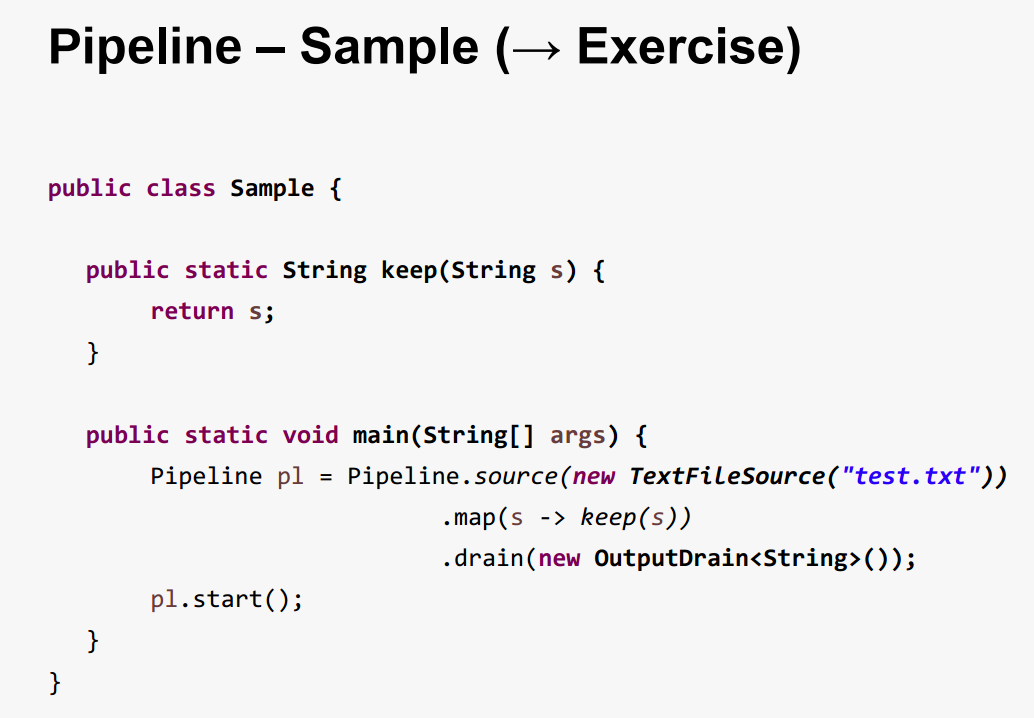 Pipeline – Sample (→ Exercise)
public class Sample {
public static String keep(String s) {
return s;
}
public static void main(String[] args) {
Pipeline pl = Pipeline.source(new TextFileSource("test.txt"))
.map(s -> keep(s))
.drain(new OutputDrain<String>());
pl.start();
}
}